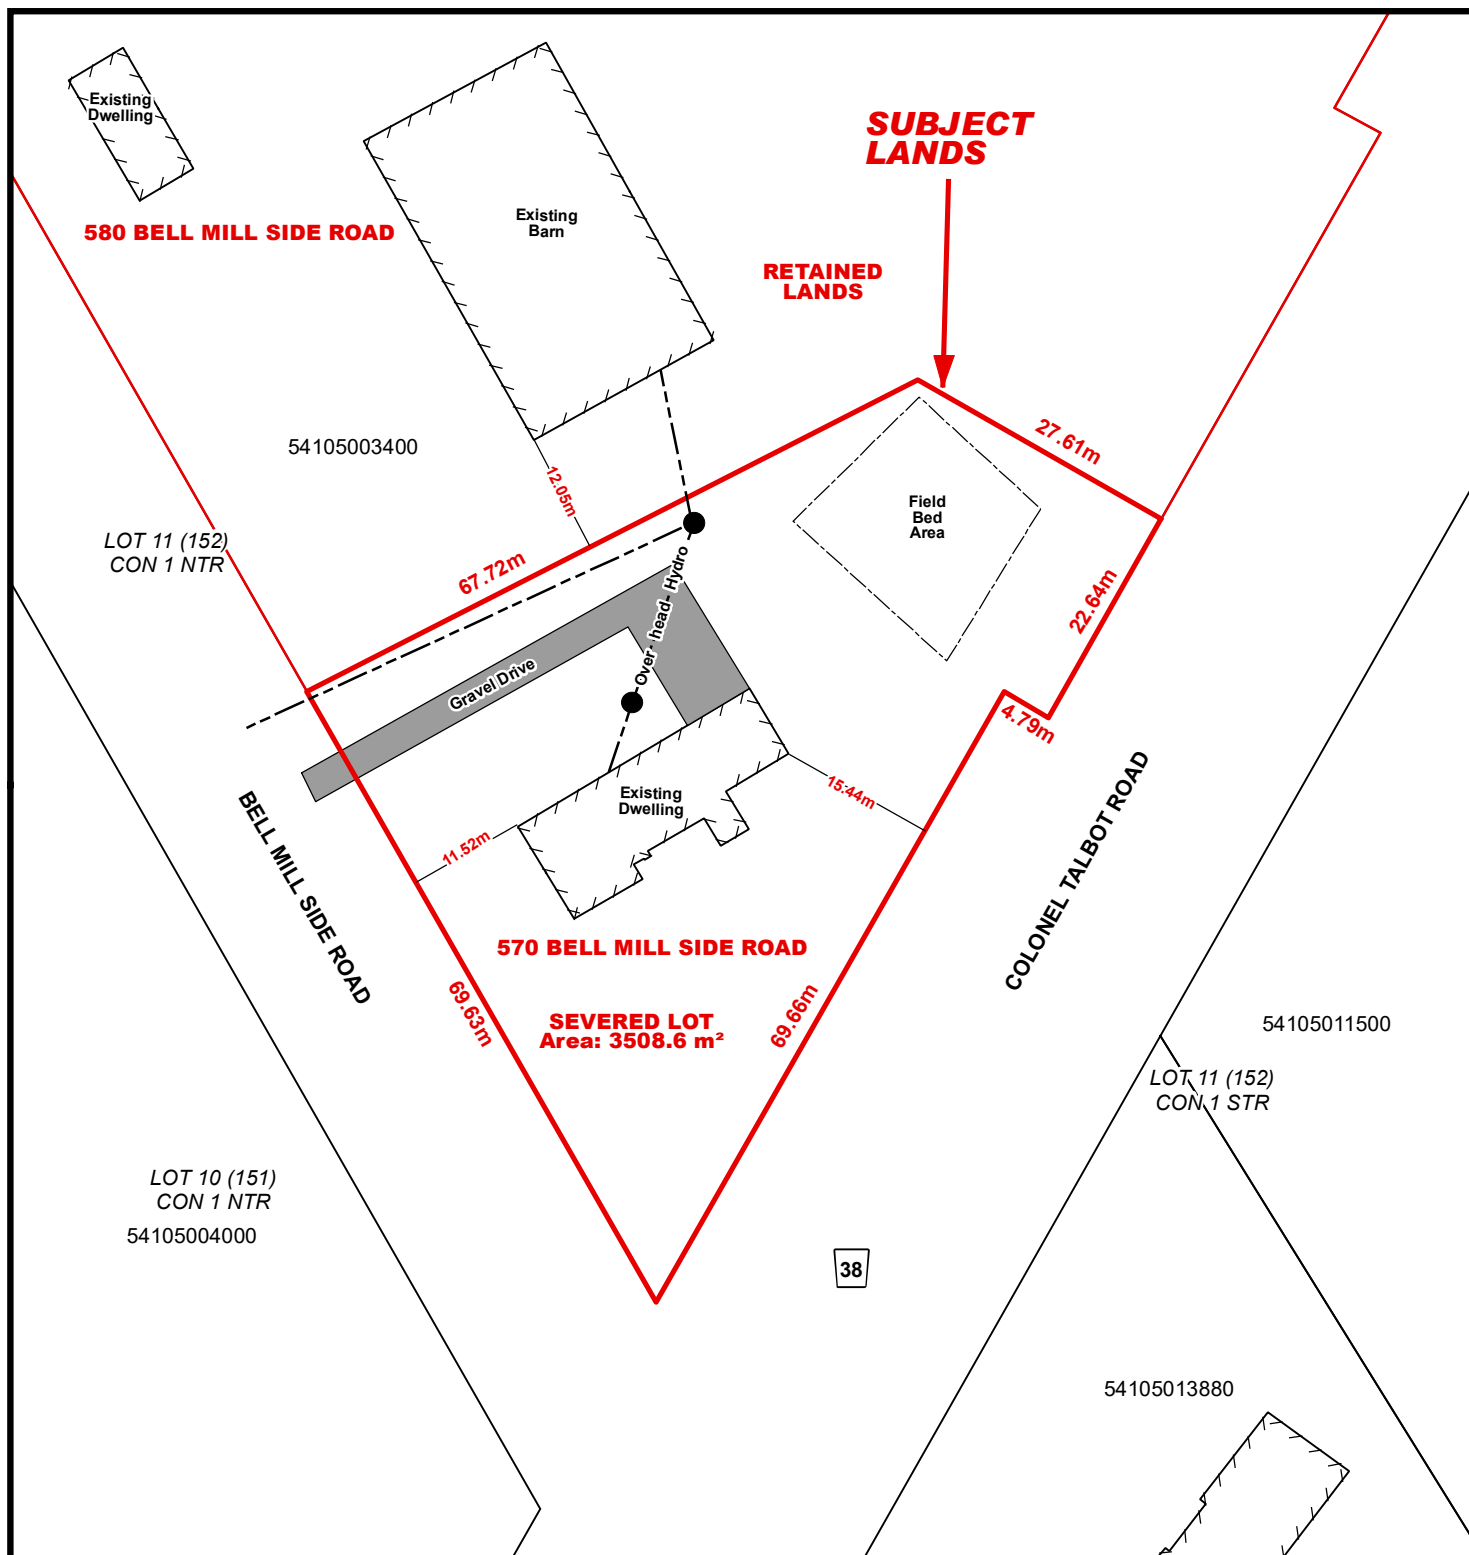 Existing
Dwelling
580 BELL MILL SIDE ROAD
Existing
Barn
SUBJECT
LANDS
RETAINED
LANDS
54105003400
12.05m
27.61m
LOT 11 (152)
CON 1 NTR
67.72m
Field
Bed
Area
22.64m
Over head Hydro
Gravel Drive
4.79m
Existing
Dwelling
15.44m
11.52m
BELL MILL SIDE ROAD
COLONEL TALBOT ROAD
570 BELL MILL SIDE ROAD
69.63m
SEVERED LOT
Area: 3508.6 m²
69.66m
54105011500
LOT 11 (152)
CON 1 STR
LOT 10 (151)
CON 1 NTR
54105004000
38
54105013880